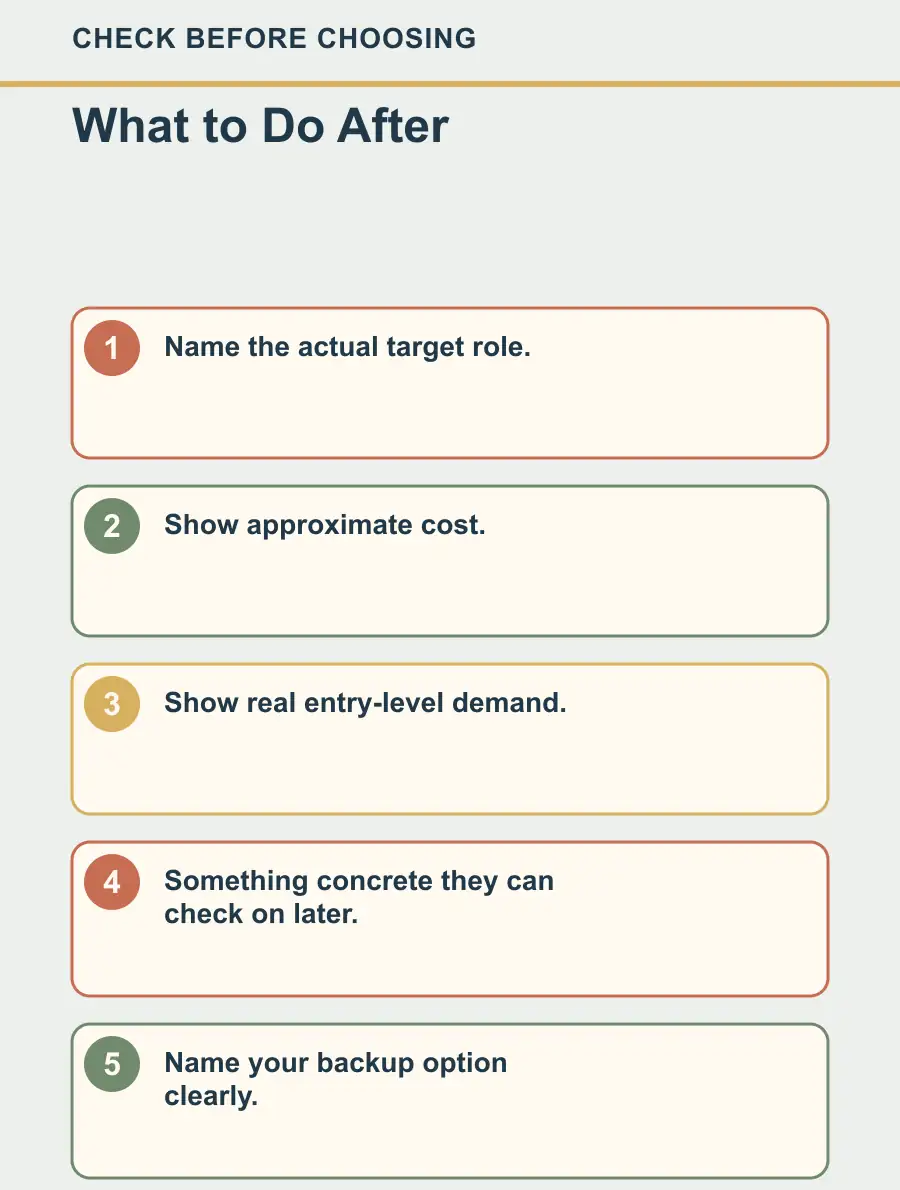 CHECK BEFORE CHOOSING
What to Do After
1
Name the actual target role.
2
Show approximate cost.
3
Show real entry-level demand.
4
Something concrete they can
check on later.
5
Name your backup option
clearly.